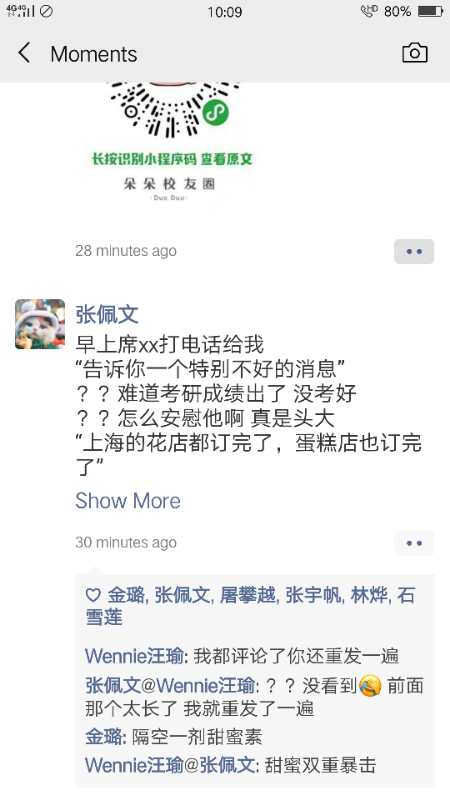 4G 4G
10:09
HD 80%
Moments
长按识别小程序码 查看原文
朵朵校友圈
·Duo Duo·
28 minutes ago
张佩文
早上席xx打电话给我
“告诉你一个特别不好的消息”
？？难道考研成绩出了 没考好
？？怎么安慰他啊 真是头大
“上海的花店都订完了，蛋糕店也订完
了”
Show More
30 minutes ago
金璐, 张佩文, 屠攀越, 张宇帆, 林烨, 石
雪莲
Wennie汪瑜: 我都评论了你还重发一遍
张佩文@Wennie汪瑜: ？？没看到🤣 前面
那个太长了 我就重发了一遍
金璐: 隔空一剂甜蜜素
Wennie汪瑜@张佩文: 甜蜜双重暴击